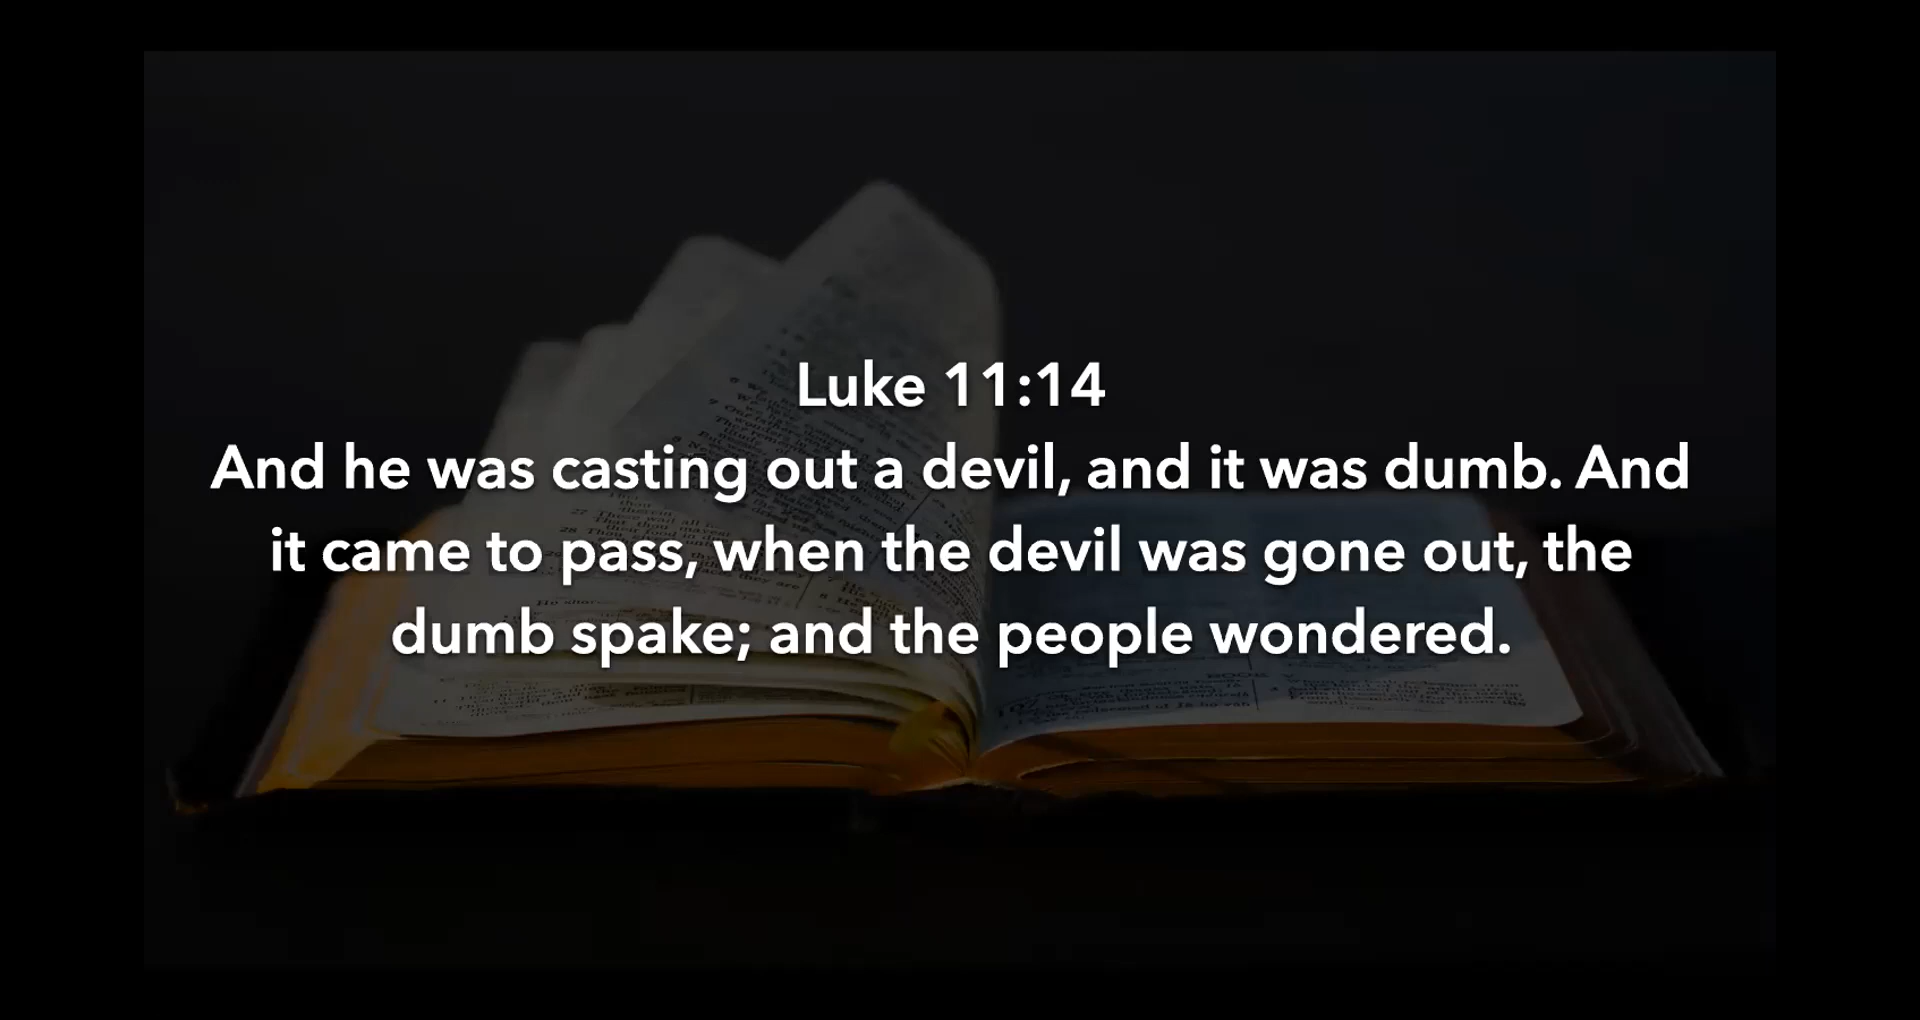 Luke 11:14
And he was casting out a devil, and it was dumb. And
it came to pass, when the devil was gone out, the
dumb spake; and the people wondered.